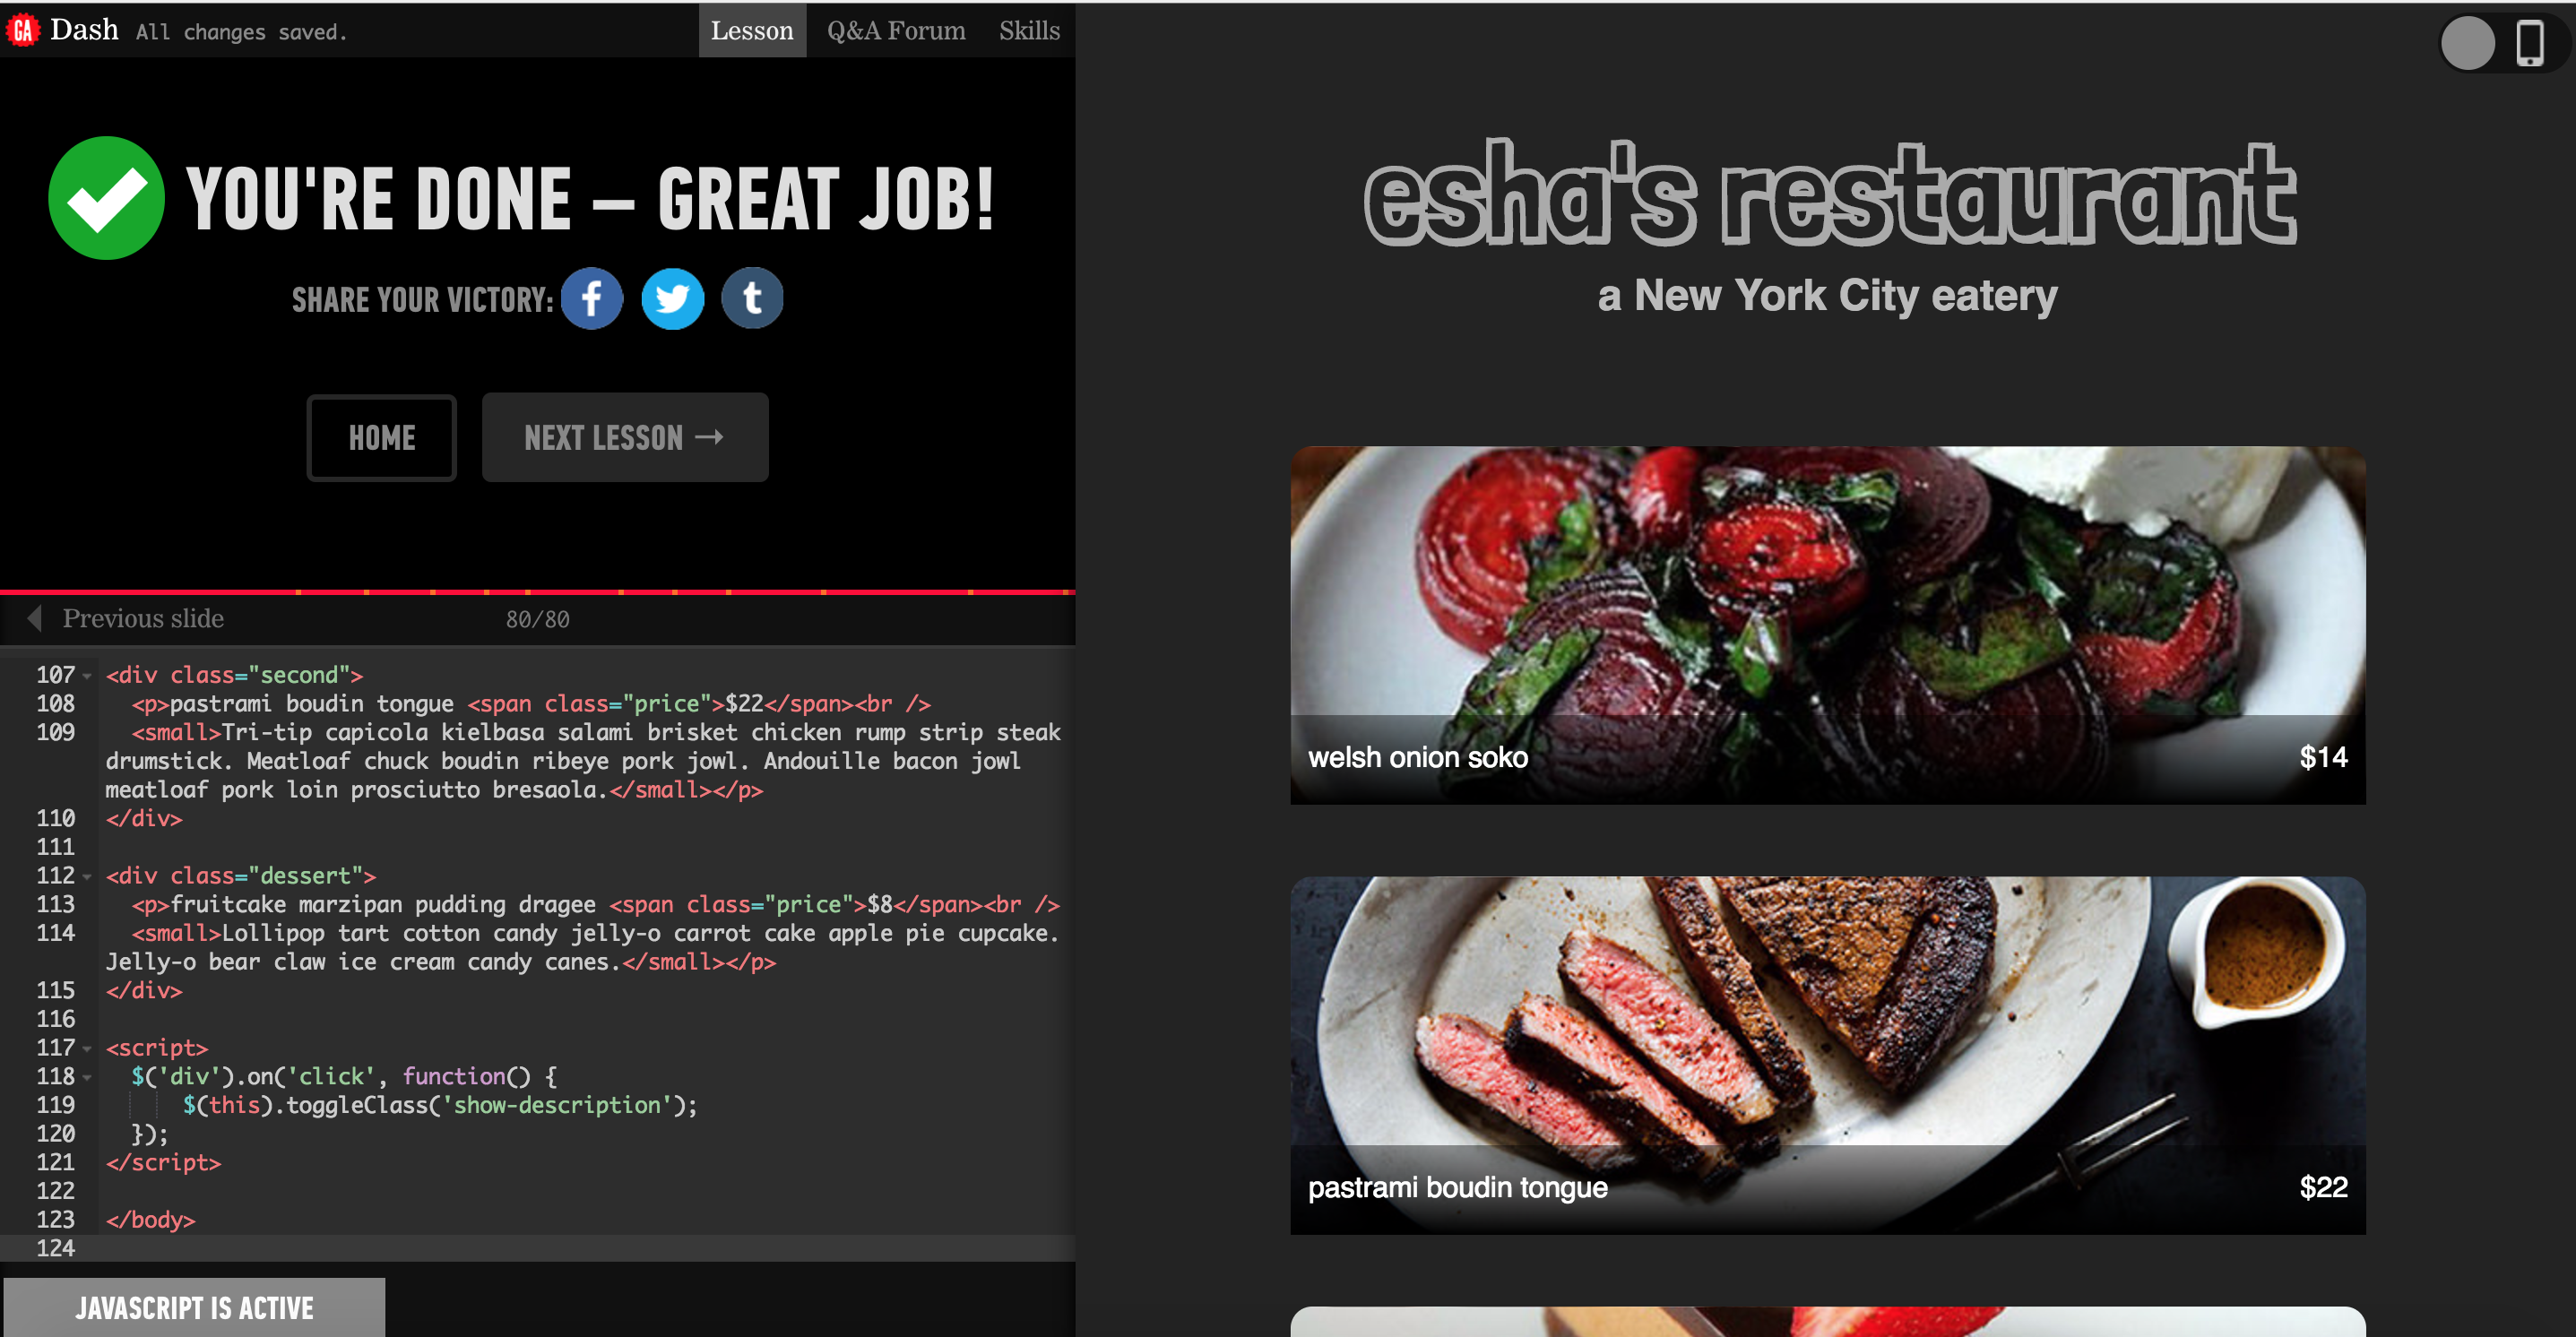 GA Dash All changes saved. Lesson Q&A Forum Skills
YOU'RE DONE – GREAT JOB!
SHARE YOUR VICTORY: f t
HOME NEXT LESSON →
Previous slide 80/80
107 <div class="second">
108 <p>pastrami boudin tongue <span class="price">$22</span><br />
109 <small>Tri-tip capicola kielbasa salami brisket chicken rump strip steak
drumstick. Meatloaf chuck boudin ribeye pork jowl. Andouille bacon jowl
meatloaf pork loin prosciutto bresaola.</small></p>
110 </div>
111
112 <div class="dessert">
113 <p>fruitcake marzipan pudding dragee <span class="price">$8</span><br />
114 <small>Lollipop tart cotton candy jelly-o carrot cake apple pie cupcake.
Jelly-o bear claw ice cream candy canes.</small></p>
115 </div>
116
117 <script>
118 $('div').on('click', function() {
119 $(this).toggleClass('show-description');
120 });
121 </script>
122
123 </body>
124
JAVASCRIPT IS ACTIVE
esha's restaurant
a New York City eatery
welsh onion soko $14
pastrami boudin tongue $22